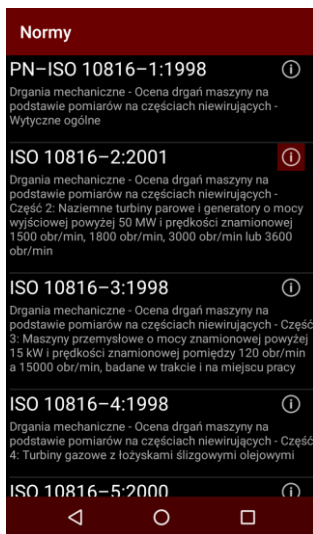 Normy
PN–ISO 10816–1:1998
Drgania mechaniczne - Ocena drgań maszyny na
podstawie pomiarów na częściach niewirujących -
Wytyczne ogólne
ISO 10816–2:2001
Drgania mechaniczne - Ocena drgań maszyny na
podstawie pomiarów na częściach niewirujących -
Część 2: Naziemne turbiny parowe i generatory o mocy
wyjściowej powyżej 50 MW i prędkości znamionowej
1500 obr/min, 1800 obr/min, 3000 obr/min lub 3600
obr/min
ISO 10816–3:1998
Drgania mechaniczne - Ocena drgań maszyny na
podstawie pomiarów na częściach niewirujących - Część
3: Maszyny przemysłowe o mocy znamionowej powyżej
15 kW i prędkości znamionowej pomiędzy 120 obr/min
a 15000 obr/min, badane w trakcie i na miejscu pracy
ISO 10816–4:1998
Drgania mechaniczne - Ocena drgań maszyny na
podstawie pomiarów na częściach niewirujących - Część
4: Turbiny gazowe z łożyskami ślizgowymi olejowymi
ISO 10816–5:2000